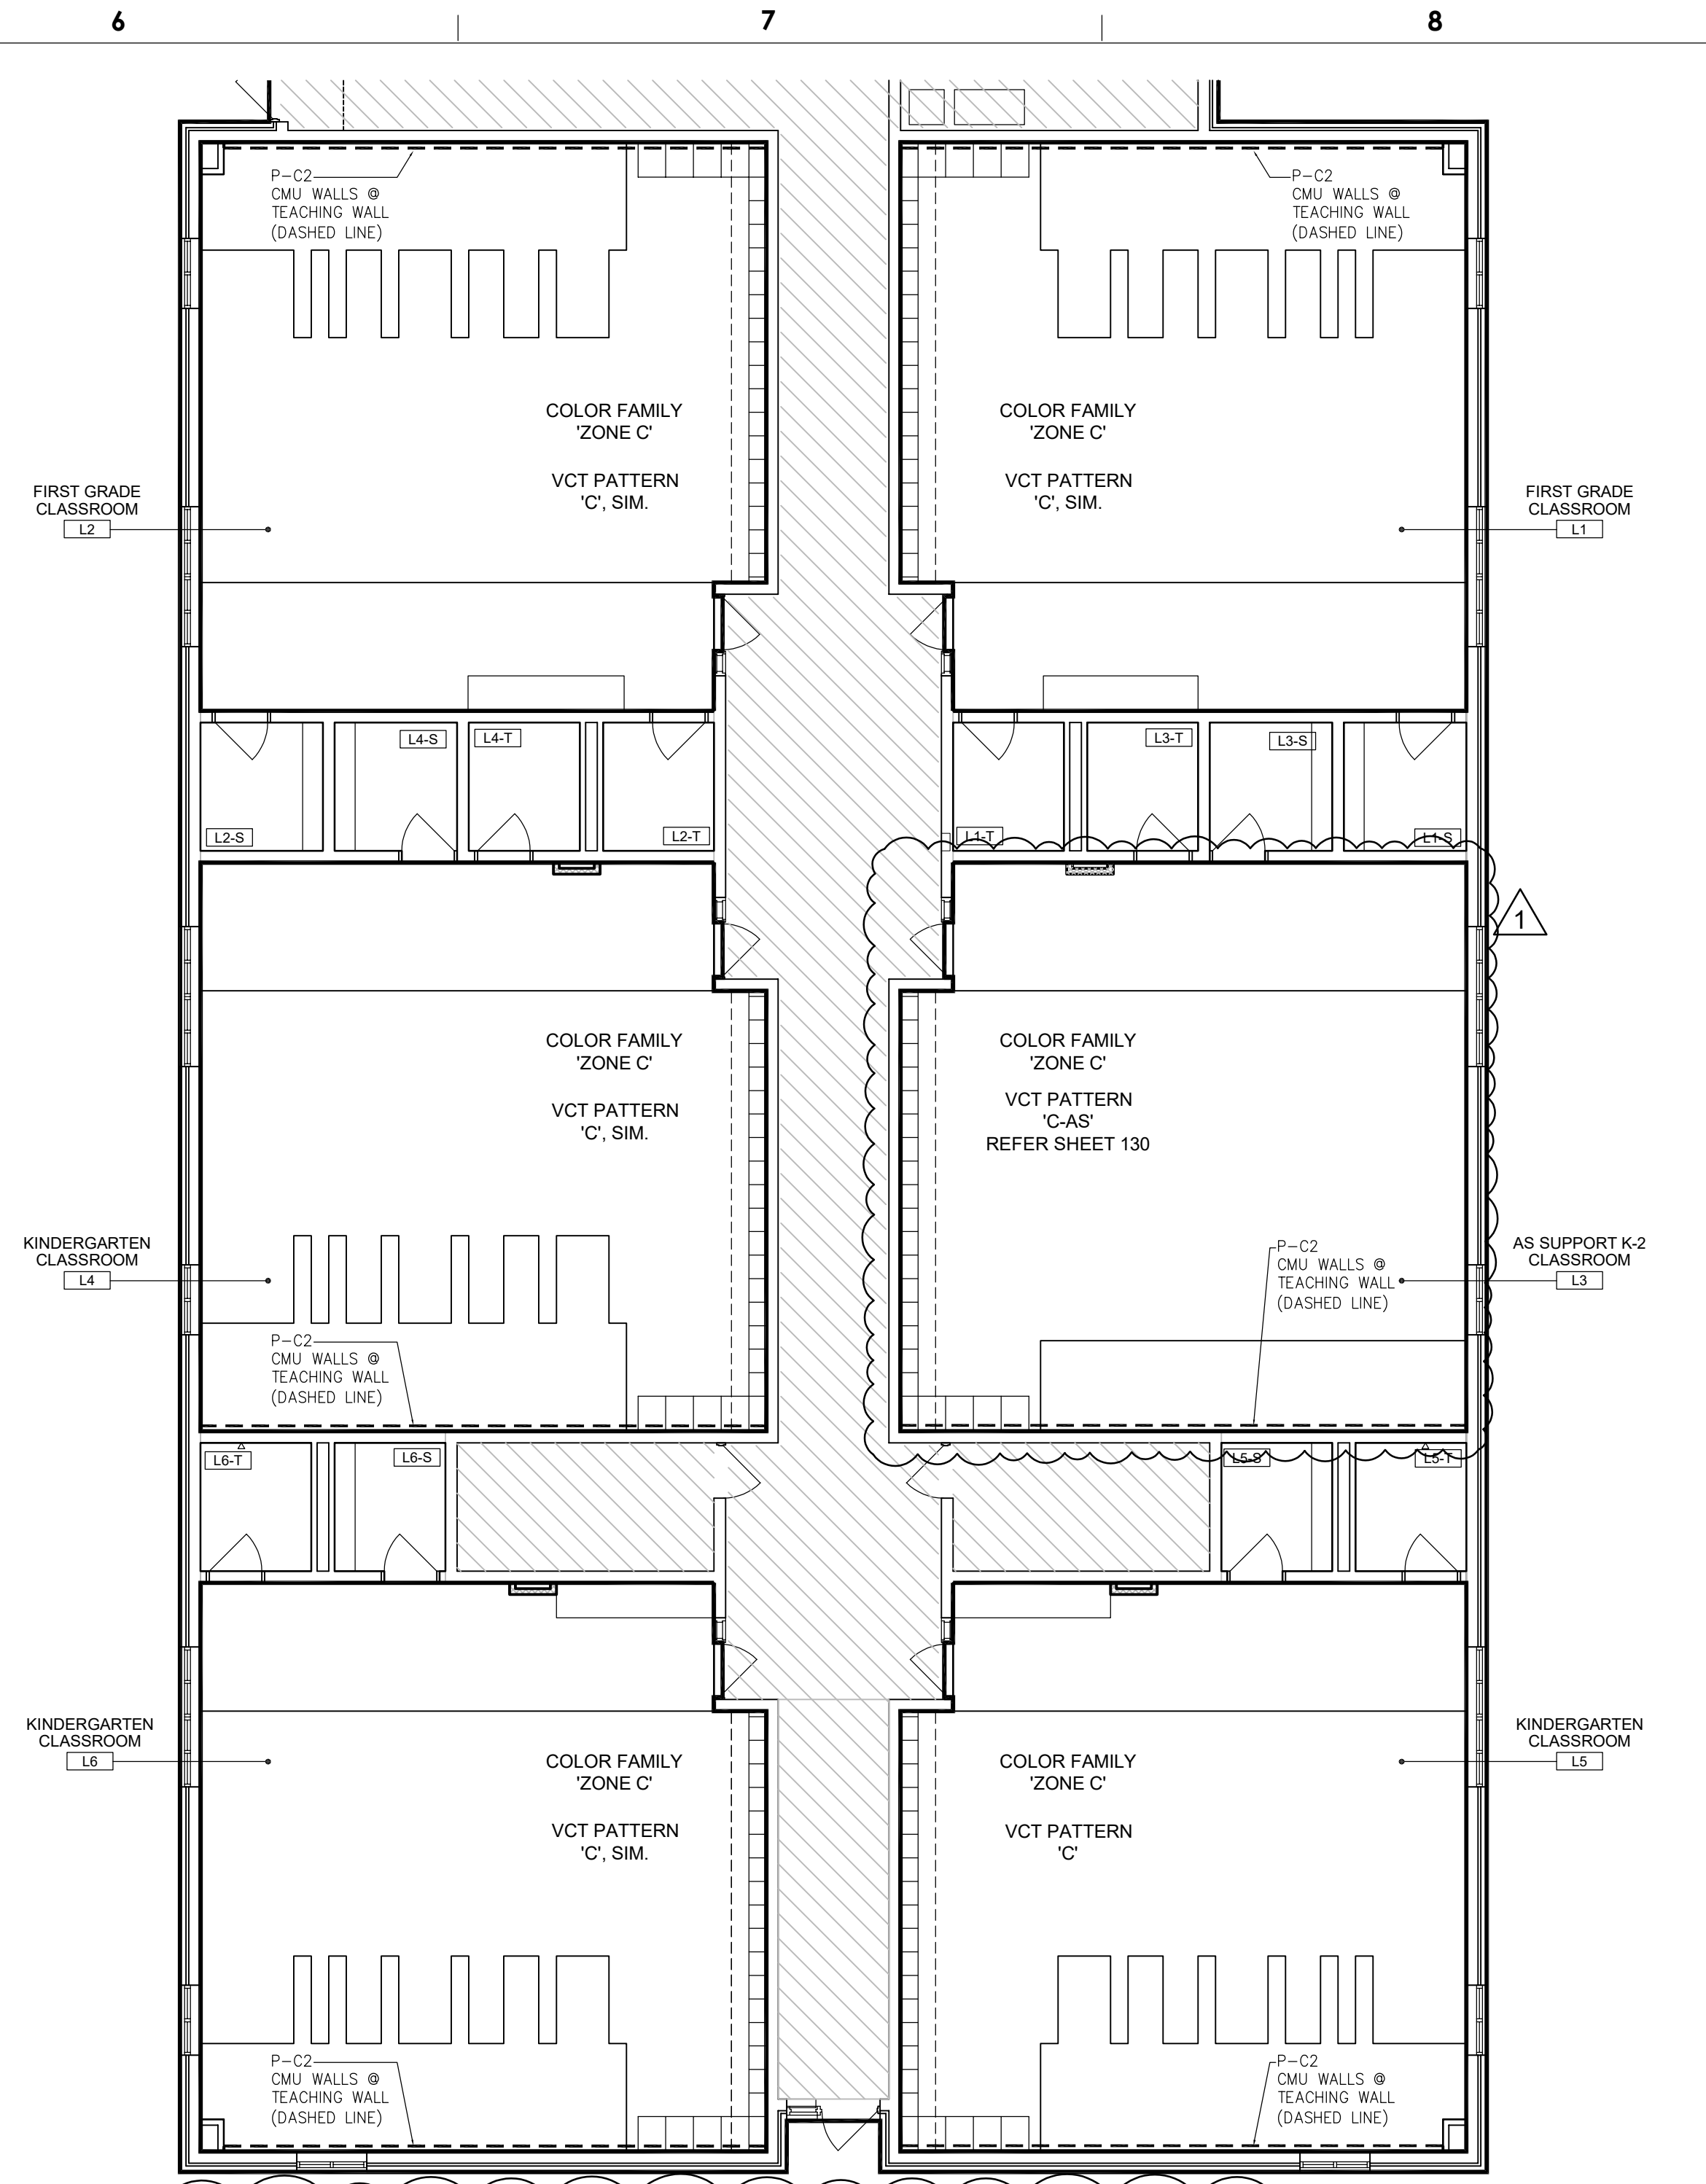 6
7
8
P-C2
CMU WALLS @
TEACHING WALL
(DASHED LINE)
P-C2
CMU WALLS @
TEACHING WALL
(DASHED LINE)
COLOR FAMILY
'ZONE C'
VCT PATTERN
'C', SIM.
COLOR FAMILY
'ZONE C'
VCT PATTERN
'C', SIM.
FIRST GRADE
CLASSROOM
L2
FIRST GRADE
CLASSROOM
L1
L4-S
L4-T
L3-T
L3-S
L2-S
L2-T
L1-T
L1-S
1
COLOR FAMILY
'ZONE C'
VCT PATTERN
'C', SIM.
COLOR FAMILY
'ZONE C'
VCT PATTERN
'C-AS'
REFER SHEET 130
KINDERGARTEN
CLASSROOM
L4
P-C2
CMU WALLS @
TEACHING WALL
(DASHED LINE)
AS SUPPORT K-2
CLASSROOM
L3
P-C2
CMU WALLS @
TEACHING WALL
(DASHED LINE)
L6-T
L6-S
L5-S
L5-T
KINDERGARTEN
CLASSROOM
L6
COLOR FAMILY
'ZONE C'
VCT PATTERN
'C', SIM.
COLOR FAMILY
'ZONE C'
VCT PATTERN
'C'
KINDERGARTEN
CLASSROOM
L5
P-C2
CMU WALLS @
TEACHING WALL
(DASHED LINE)
P-C2
CMU WALLS @
TEACHING WALL
(DASHED LINE)